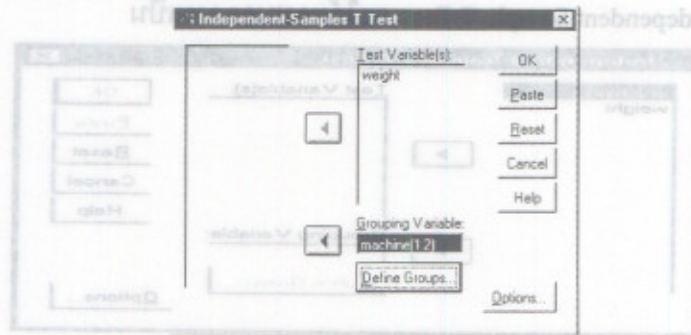 Independent-Samples T Test
Test Variable(s):
weight
OK
Paste
Reset
Cancel
Help
Grouping Variable:
machine(1 2)
Define Groups...
Options...